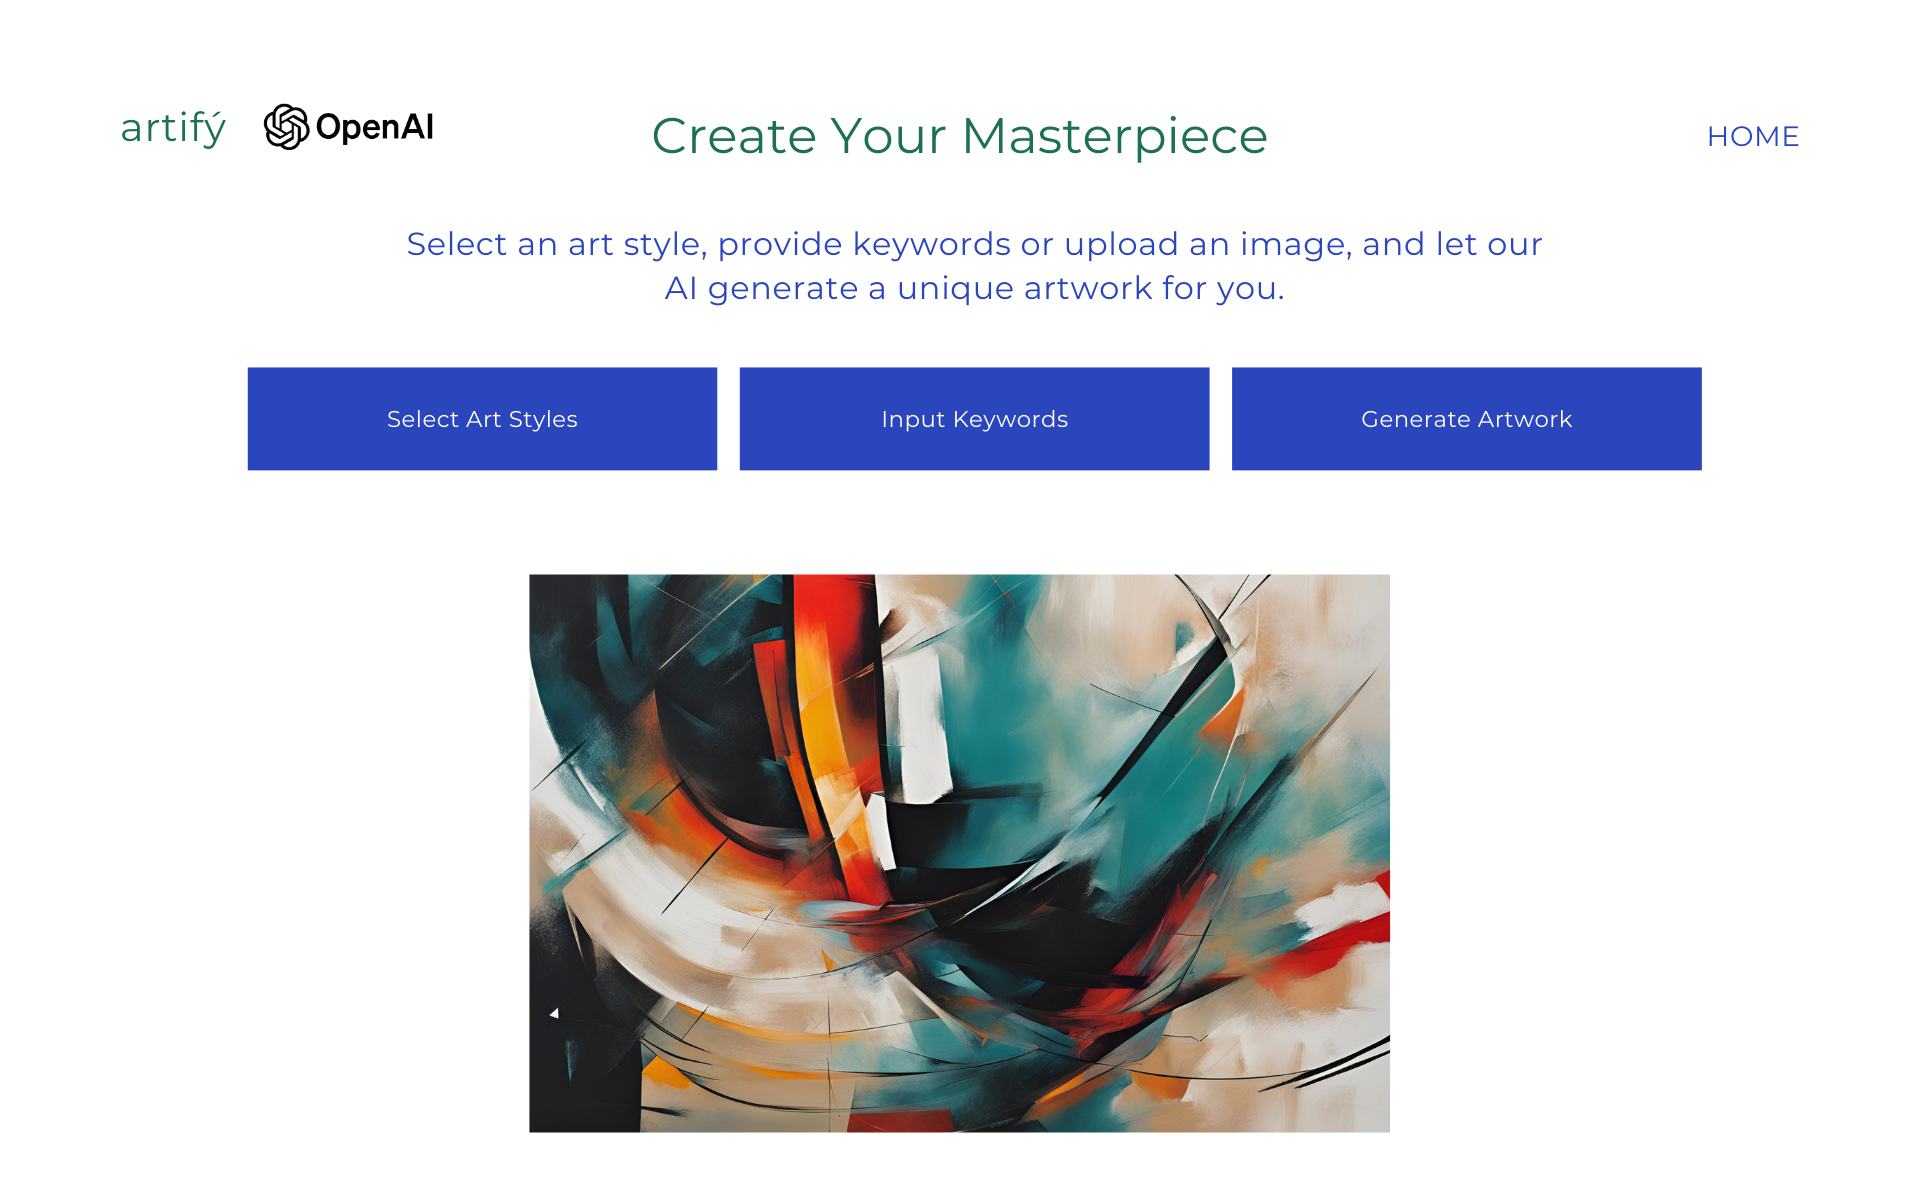 artifý
OpenAI
Create Your Masterpiece
HOME
Select an art style, provide keywords or upload an image, and let our
AI generate a unique artwork for you.
Select Art Styles
Input Keywords
Generate Artwork